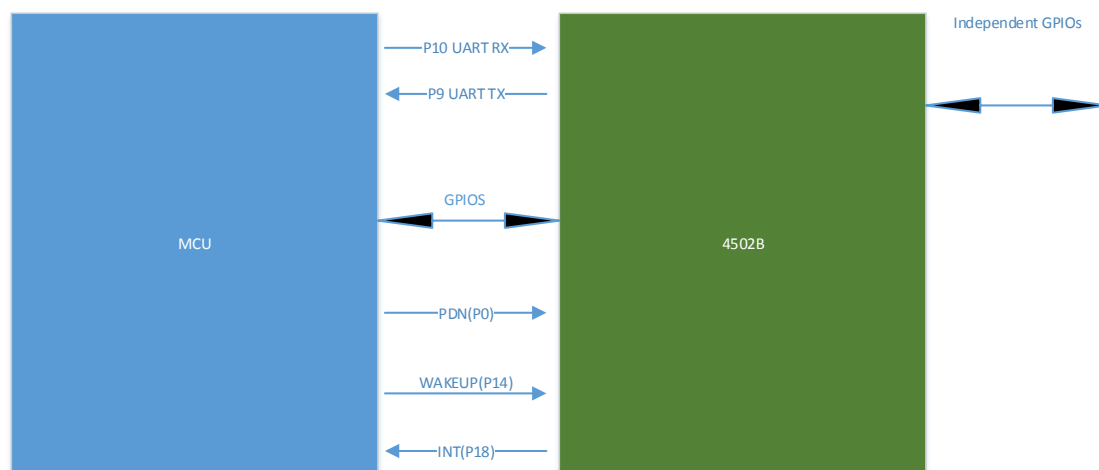 Independent GPIOs
P10 UART RX
P9 UART TX
GPIOS
MCU
4502B
PDN(P0)
WAKEUP(P14)
INT(P18)